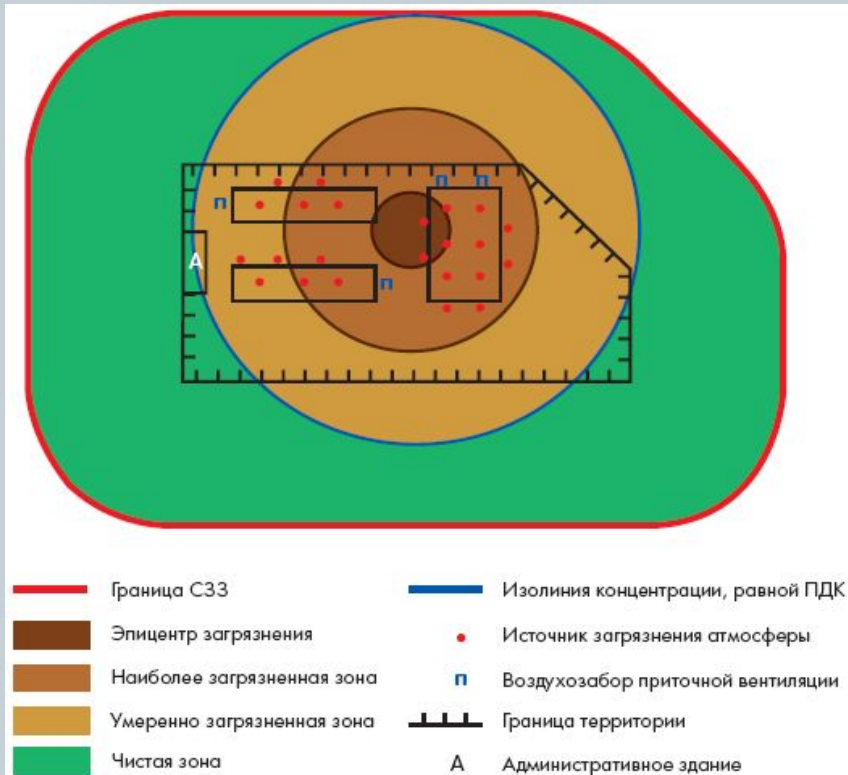 п п
п
А
п
Граница СЗЗ
Эпицентр загрязнения
Наиболее загрязненная зона
Умеренно загрязненная зона
Чистая зона
Изолиния концентрации, равной ПДК
Источник загрязнения атмосферы
п Воздухозабор приточной вентиляции
Граница территории
А Административное здание